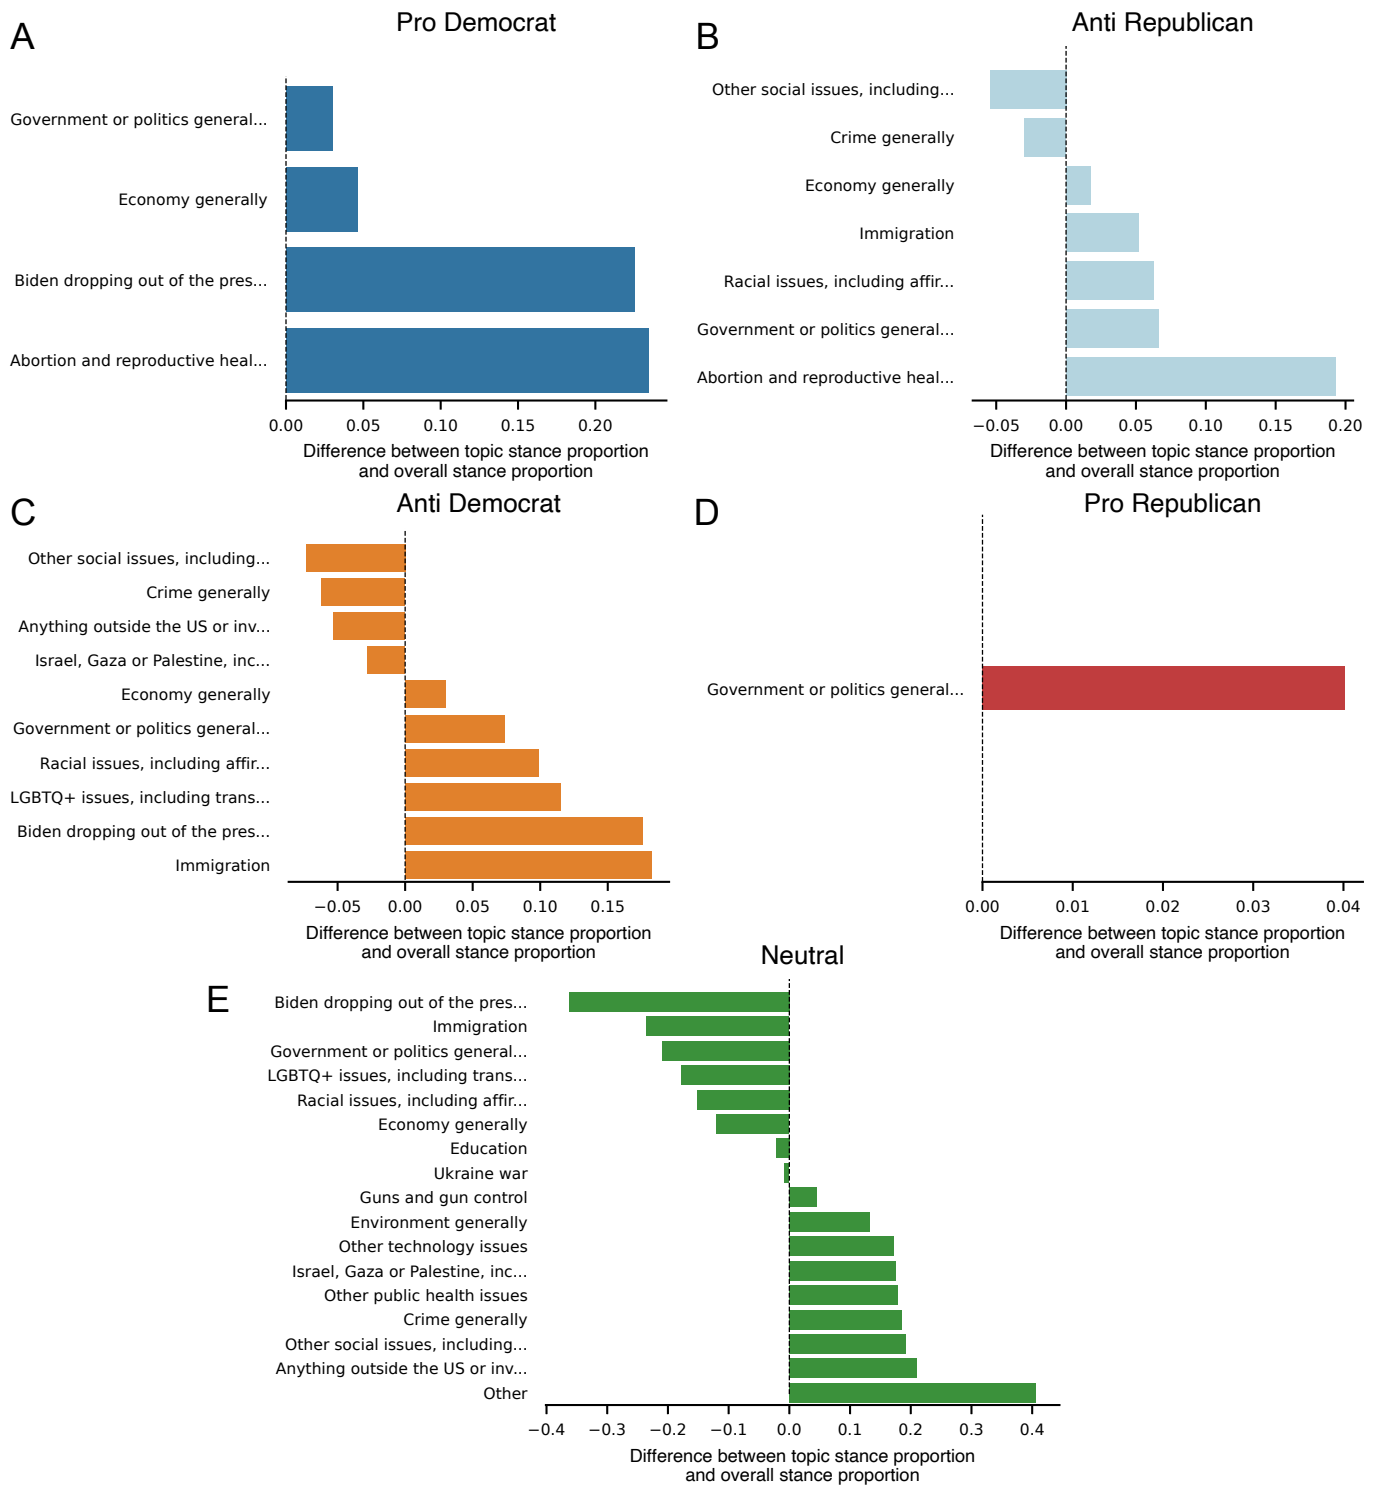 A
Pro Democrat
Government or politics general...
Economy generally
Biden dropping out of the pres...
Abortion and reproductive heal...
0.00 0.05 0.10 0.15 0.20
Difference between topic stance proportion
and overall stance proportion
B
Anti Republican
Other social issues, including...
Crime generally
Economy generally
Immigration
Racial issues, including affir...
Government or politics general...
Abortion and reproductive heal...
−0.05 0.00 0.05 0.10 0.15 0.20
Difference between topic stance proportion
and overall stance proportion
C
Anti Democrat
Other social issues, including...
Crime generally
Anything outside the US or inv...
Israel, Gaza or Palestine, inc...
Economy generally
Government or politics general...
Racial issues, including affir...
LGBTQ+ issues, including trans...
Biden dropping out of the pres...
Immigration
−0.05 0.00 0.05 0.10 0.15
Difference between topic stance proportion
and overall stance proportion
D
Pro Republican
Government or politics general...
0.00 0.01 0.02 0.03 0.04
Difference between topic stance proportion
and overall stance proportion
E
Neutral
Biden dropping out of the pres...
Immigration
Government or politics general...
LGBTQ+ issues, including trans...
Racial issues, including affir...
Economy generally
Education
Ukraine war
Guns and gun control
Environment generally
Other technology issues
Israel, Gaza or Palestine, inc...
Other public health issues
Crime generally
Other social issues, including...
Anything outside the US or inv...
Other
−0.4 −0.3 −0.2 −0.1 0.0 0.1 0.2 0.3 0.4
Difference between topic stance proportion
and overall stance proportion